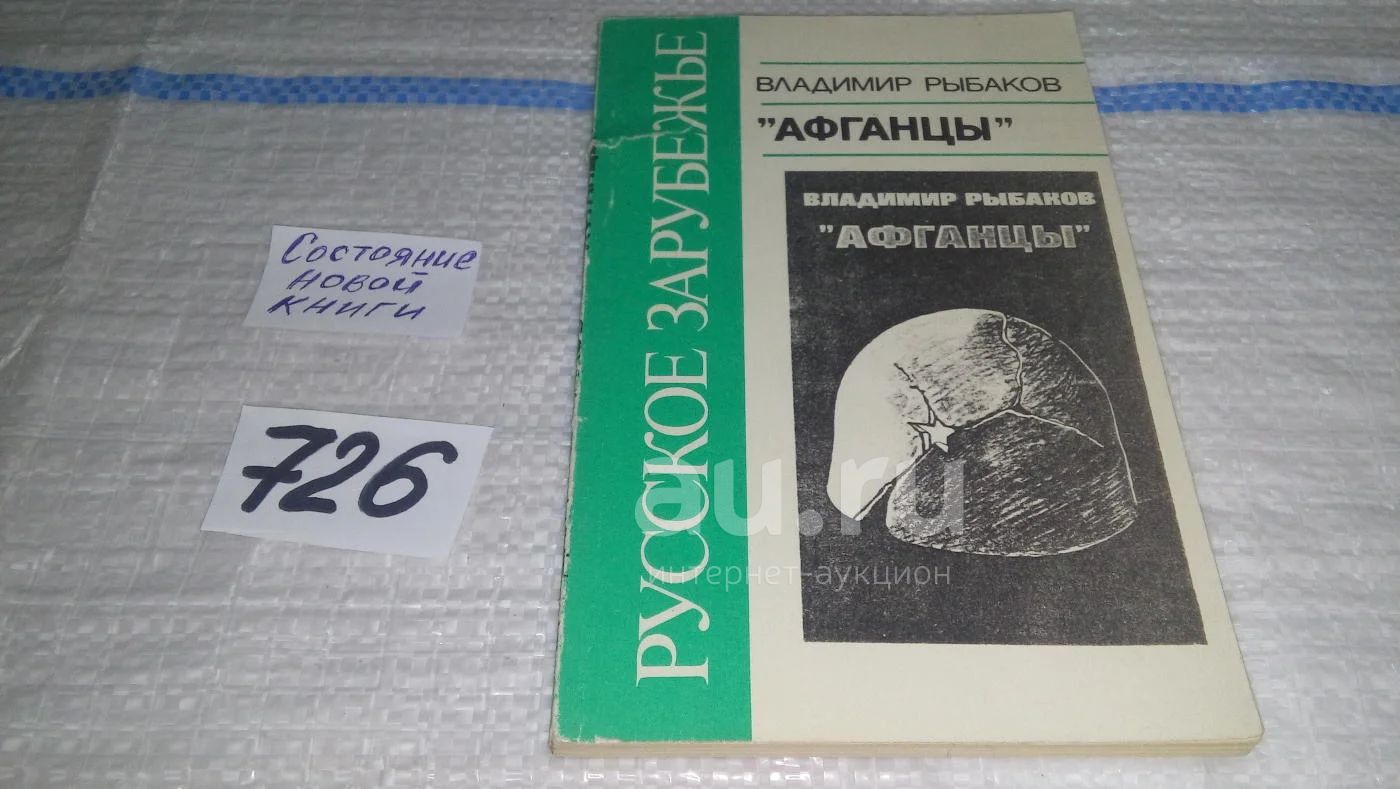 Состояние
новой
книги
726
РУССКОЕ ЗАРУБЕЖЬЕ
ВЛАДИМИР РЫБАКОВ
"АФГАНЦЫ"
ВЛАДИМИР РЫБАКОВ
"АФГАНЦЫ"
au.ru
интернет-аукцион